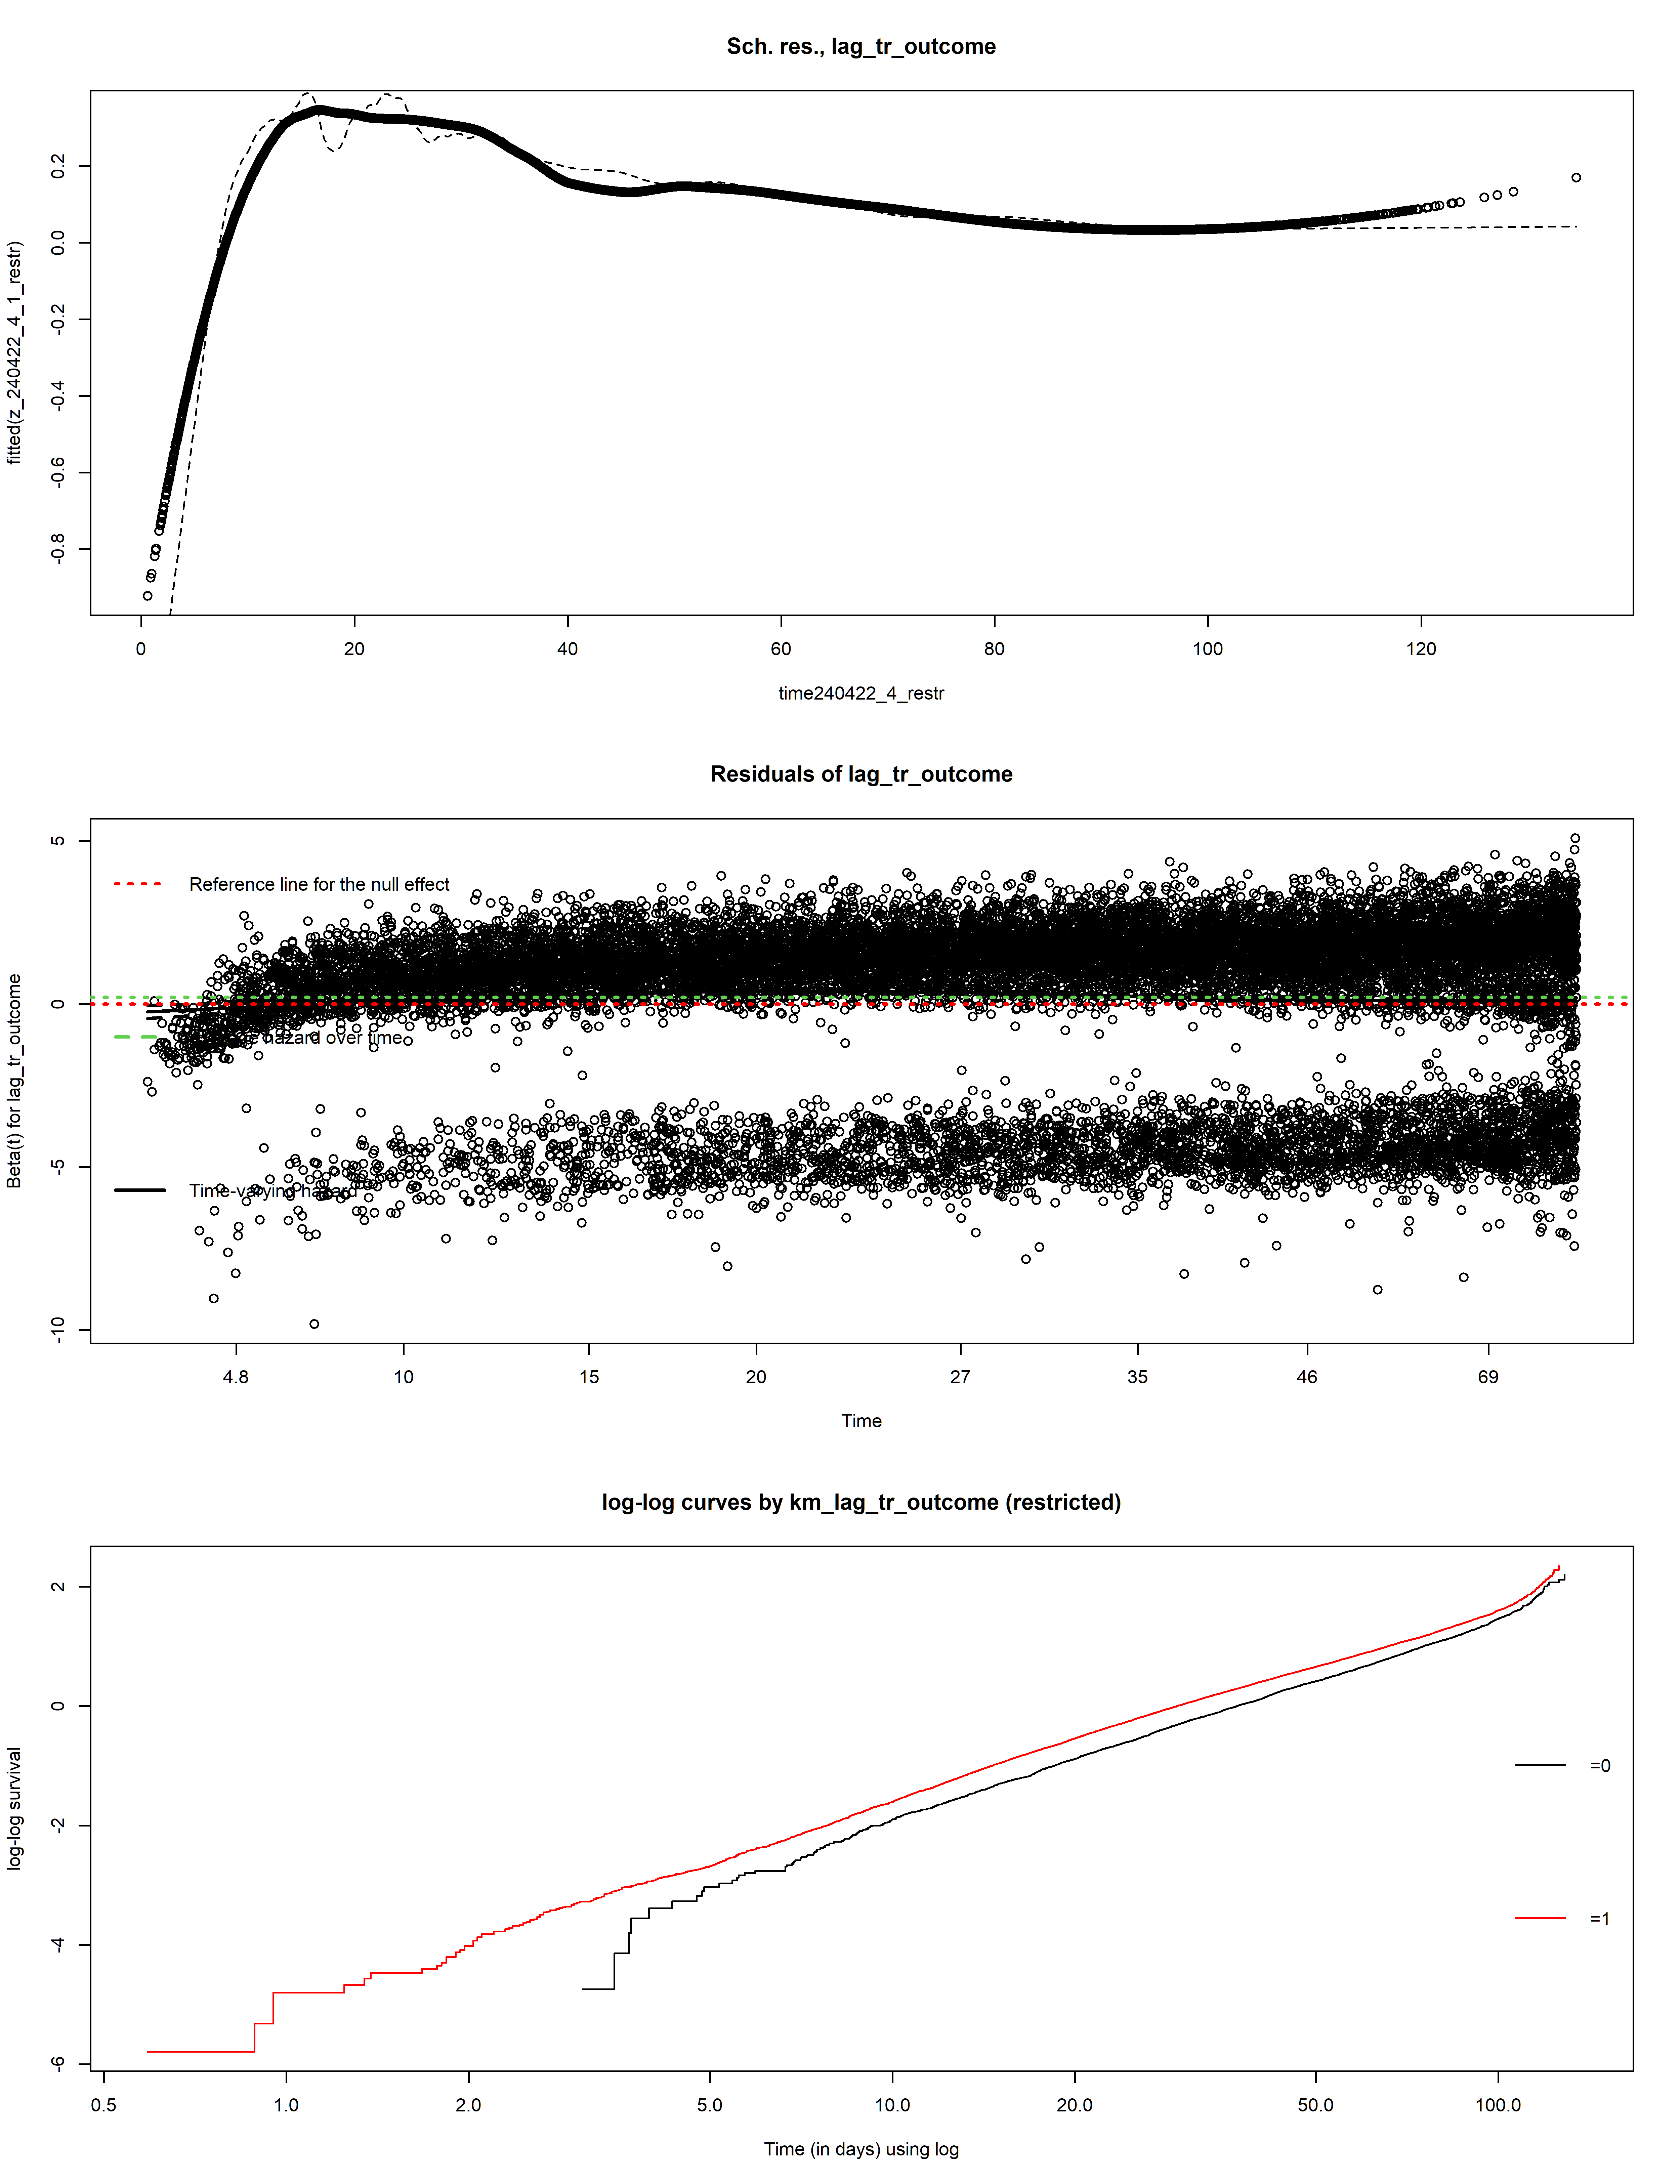 Sch. res., lag_tr_outcome
fitted(z_240422_4_1_restr)
0.2
0.0
-0.2
-0.4
-0.6
-0.8
0 20 40 60 80 100 120
time240422_4_restr
Residuals of lag_tr_outcome
Beta(t) for lag_tr_outcome
5
0
-5
-10
Reference line for the null effect
hazard over time
Time-varying hazard
4.8 10 15 20 27 35 46 69
Time
log-log curves by km_lag_tr_outcome (restricted)
log-log survival
2
0
-2
-4
-6
=0
=1
0.5 1.0 2.0 5.0 10.0 20.0 50.0 100.0
Time (in days) using log